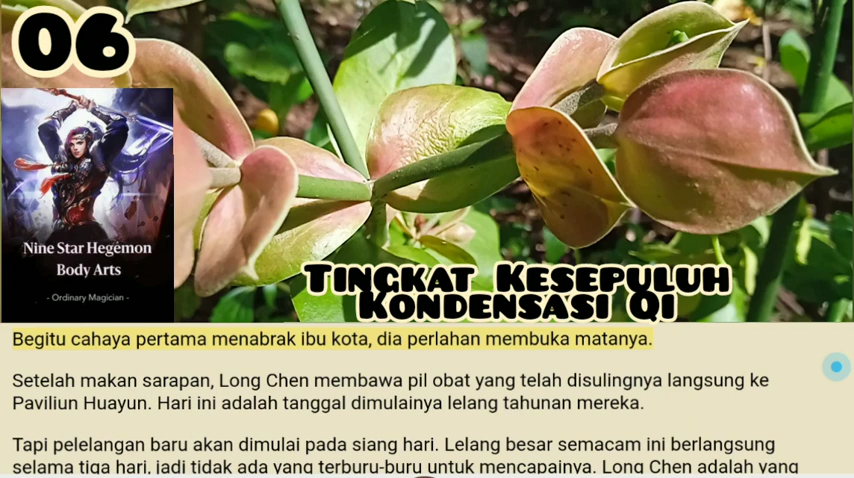 06
Nine Star Hegemon
Body Arts
- Ordinary Magician -
Tingkat Kesepuluh
Kondensasi Qi
Begitu cahaya pertama menabrak ibu kota, dia perlahan membuka matanya.
Setelah makan sarapan, Long Chen membawa pil obat yang telah disulingnya langsung ke
Paviliun Huayun. Hari ini adalah tanggal dimulainya lelang tahunan mereka.
Tapi pelelangan baru akan dimulai pada siang hari. Lelang besar semacam ini berlangsung
selama tiga hari, jadi tidak ada yang terburu-buru untuk mencapainya. Long Chen adalah yang